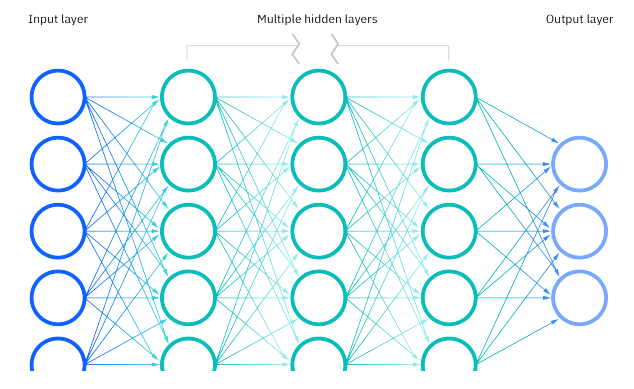 Input layer
Multiple hidden layers
Output layer